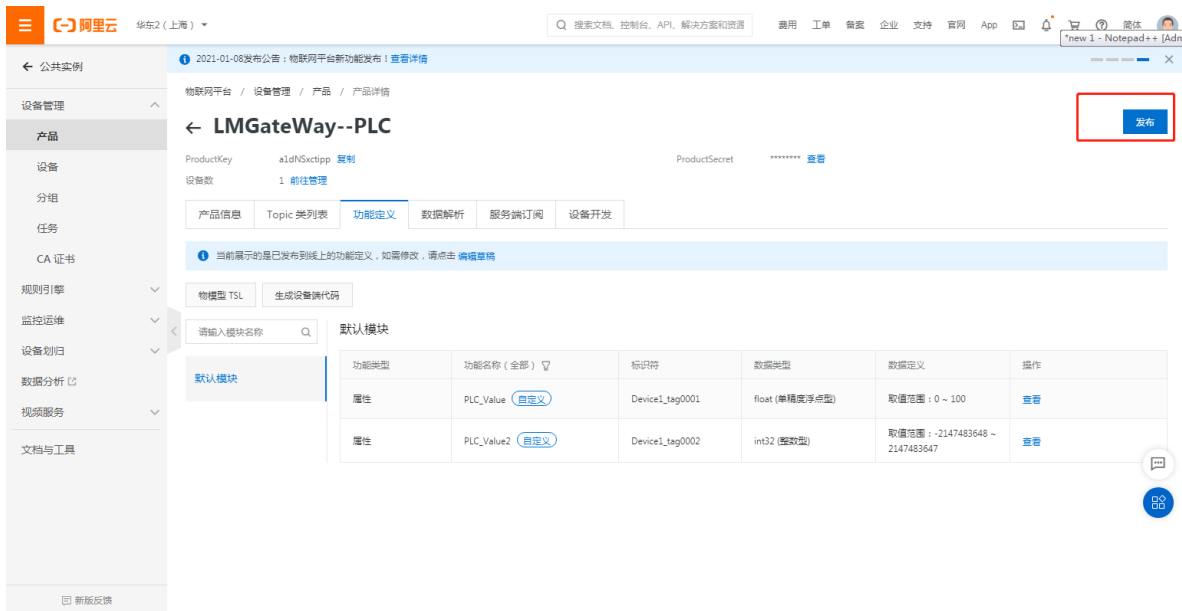 阿里云
华东2（上海）
搜索文档、控制台、API、解决方案和资源
费用 工单 备案 企业 支持 官网 App 简体
*new 1 - Notepad++ [Adn
公共实例
2021-01-08发布公告：物联网平台新功能发布！查看详情
设备管理
产品
设备
分组
任务
CA 证书
规则引擎
监控运维
设备划归
数据分析
视频服务
文档与工具
新版反馈
物联网平台 / 设备管理 / 产品 / 产品详情
LMGateWay--PLC
发布
ProductKey a1dNSxctipp 复制
ProductSecret ******** 查看
设备数 1 前往管理
产品信息 Topic 类列表 功能定义 数据解析 服务端订阅 设备开发
当前展示的是已发布到线上的功能定义，如需修改，请点击 编辑草稿
物模型 TSL 生成设备端代码
请输入模块名称
默认模块
默认模块
功能类型 功能名称（全部） 标识符 数据类型 数据定义 操作
属性 PLC_Value 自定义 Device1_tag0001 float (单精度浮点型) 取值范围：0 ~ 100 查看
属性 PLC_Value2 自定义 Device1_tag0002 int32 (整数型) 取值范围：-2147483648 ~ 查看
2147483647